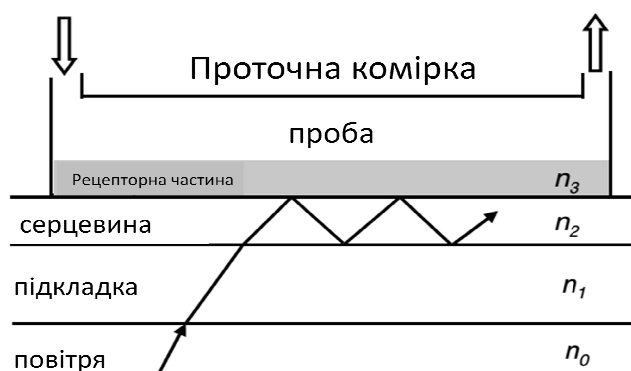 Проточна комірка
проба
Рецепторна частина n3
серцевина n2
підкладка n1
повітря n0